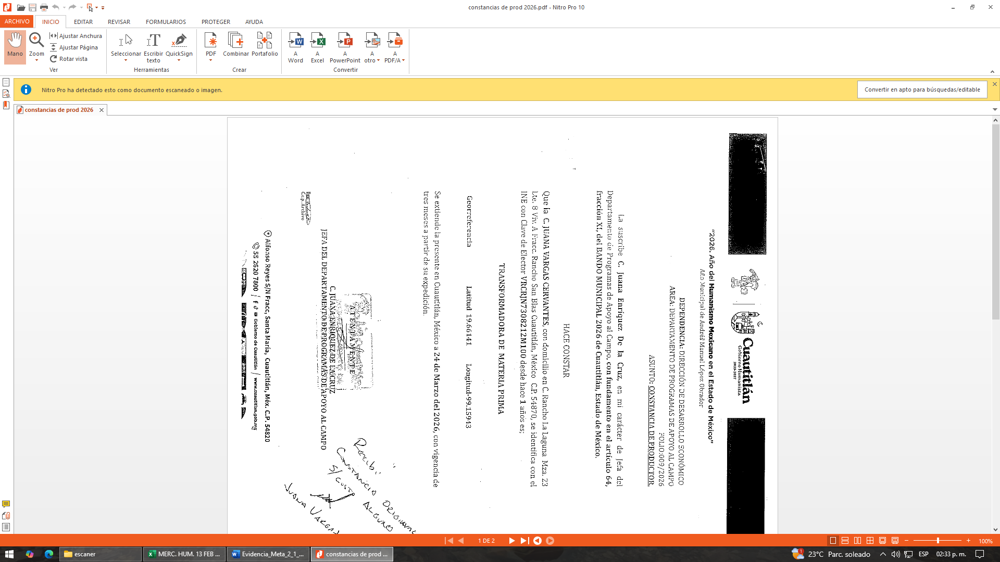 constancias de prod 2026.pdf - Nitro Pro 10
ARCHIVO
INICIO
EDITAR
REVISAR
FORMULARIOS
PROTEGER
AYUDA
Mano
Zoom
Ajustar Anchura
Ajustar Página
Rotar vista
Ver
Seleccionar
Escribir texto
QuickSign
Herramientas
PDF
Combinar
Portafolio
Crear
A Word
A Excel
A PowerPoint
A otro
A PDF/A
Convertir
Nitro Pro ha detectado esto como documento escaneado o imagen.
Convertir en apto para búsquedas/editable
constancias de prod 2026
Cuautitlán
Gobierno Humanista
2025-2027
"2026. Año del Humanismo Mexicano en el Estado de México"
Año Municipal de Andrés Manuel López Obrador
DEPENDENCIA: DIRECCIÓN DE DESARROLLO ECONÓMICO
AREA: DEPARTAMENTO DE PROGRAMAS DE APOYO AL CAMPO
FOLIO:009/2026
ASUNTO: CONSTANCIA DE PRODUCTOR
La suscribe C. Juana Enríquez De la Cruz, en mi carácter de Jefa del
Departamento de Programas de Apoyo al Campo, con fundamento en el artículo 64,
fracción XI, del BANDO MUNICIPAL 2026 de Cuautitlán, Estado de México.
HACE CONSTAR
Que la C. JUANA VARGAS CERVANTES, con domicilio en C. Rancho La Laguna Mza. 23
Lte. 8 Viv. A Fracc. Rancho San Blas Cuautitlán, México C.P. 54870, se identifica con el
INE con Clave de Elector VRCRJN7308212M100 desde hace 1 años es;
TRANSFORMADORA DE MATERIA PRIMA
Georreferencia Latitud 19.66141 Longitud-99.15943
Se extiende la presente en Cuautitlán, México a 24 de Marzo del 2026, con vigencia de
tres meses a partir de su expedición.
ATENTAMENTE
C. JUANA ENRIQUEZ DE LA CRUZ
JEFA DEL DEPARTAMENTO DE PROGRAMAS DE APOYO AL CAMPO
C.c.p. Archivo
Recibí
Constancia Original
s/costo alguno
Juana Vargas
Alfonso Reyes S/N Fracc, Santa María, Cuautitlán, Méx. C.P. 54820
55 2620 7800 / Gobierno de Cuautitlán / www.cuautitlan.gob.mx
1 DE 2
100%
escaner
MERC. HUM. 13 FEB ...
Evidencia_Meta_2_1_...
constancias de prod ...
1
23°C Parc. soleado
ESP
02:33 p. m.